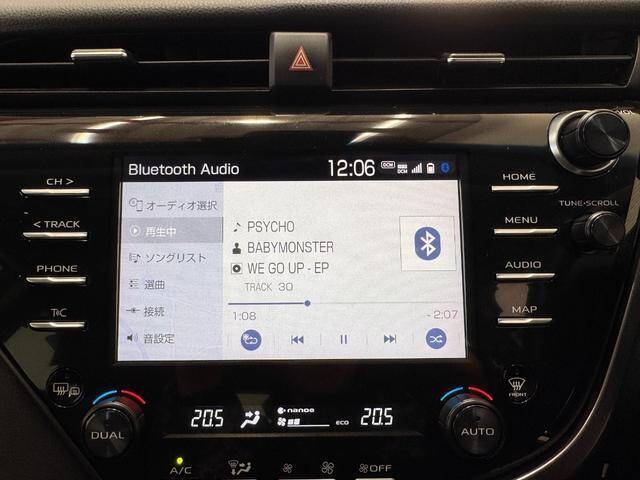 CH >
< TRACK
PHONE
T&C
Bluetooth Audio
12:06
DCM
オーディオ選択
再生中
ソングリスト
選曲
接続
音設定
PSYCHO
BABYMONSTER
WE GO UP - EP
TRACK 30
1:08
- 2:07
VOL
HOME
TUNE•SCROLL
MENU
AUDIO
MAP
DUAL
20.5
nanoe
ECO
20.5
FRONT
AUTO
A/C
OFF